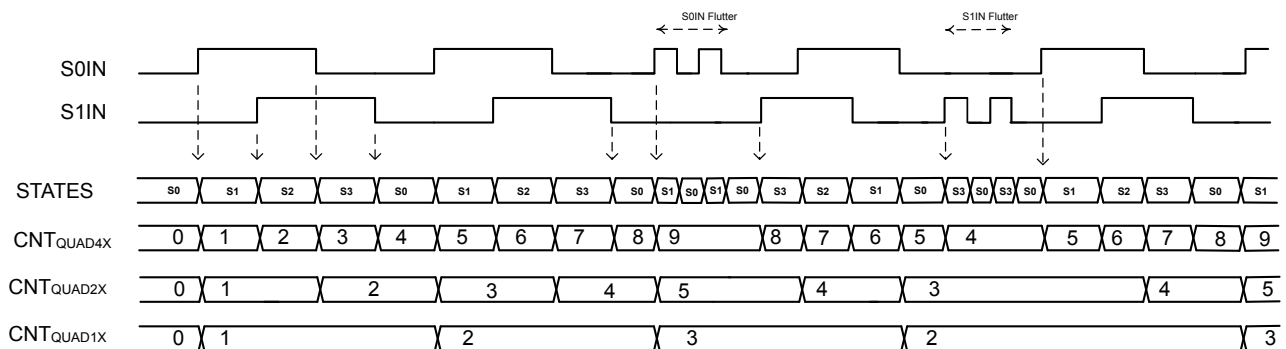 S0IN Flutter S1IN Flutter
S0IN
S1IN
STATES S0 S1 S2 S3 S0 S1 S2 S3 S0 S1 S0 S1 S0 S3 S2 S1 S0 S3 S0 S3 S0 S1 S2 S3 S0 S1
CNTQUAD4X 0 1 2 3 4 5 6 7 8 9 8 7 6 5 4 5 6 7 8 9
CNTQUAD2X 0 1 2 3 4 5 4 3 4 5
CNTQUAD1X 0 1 2 3 2 3